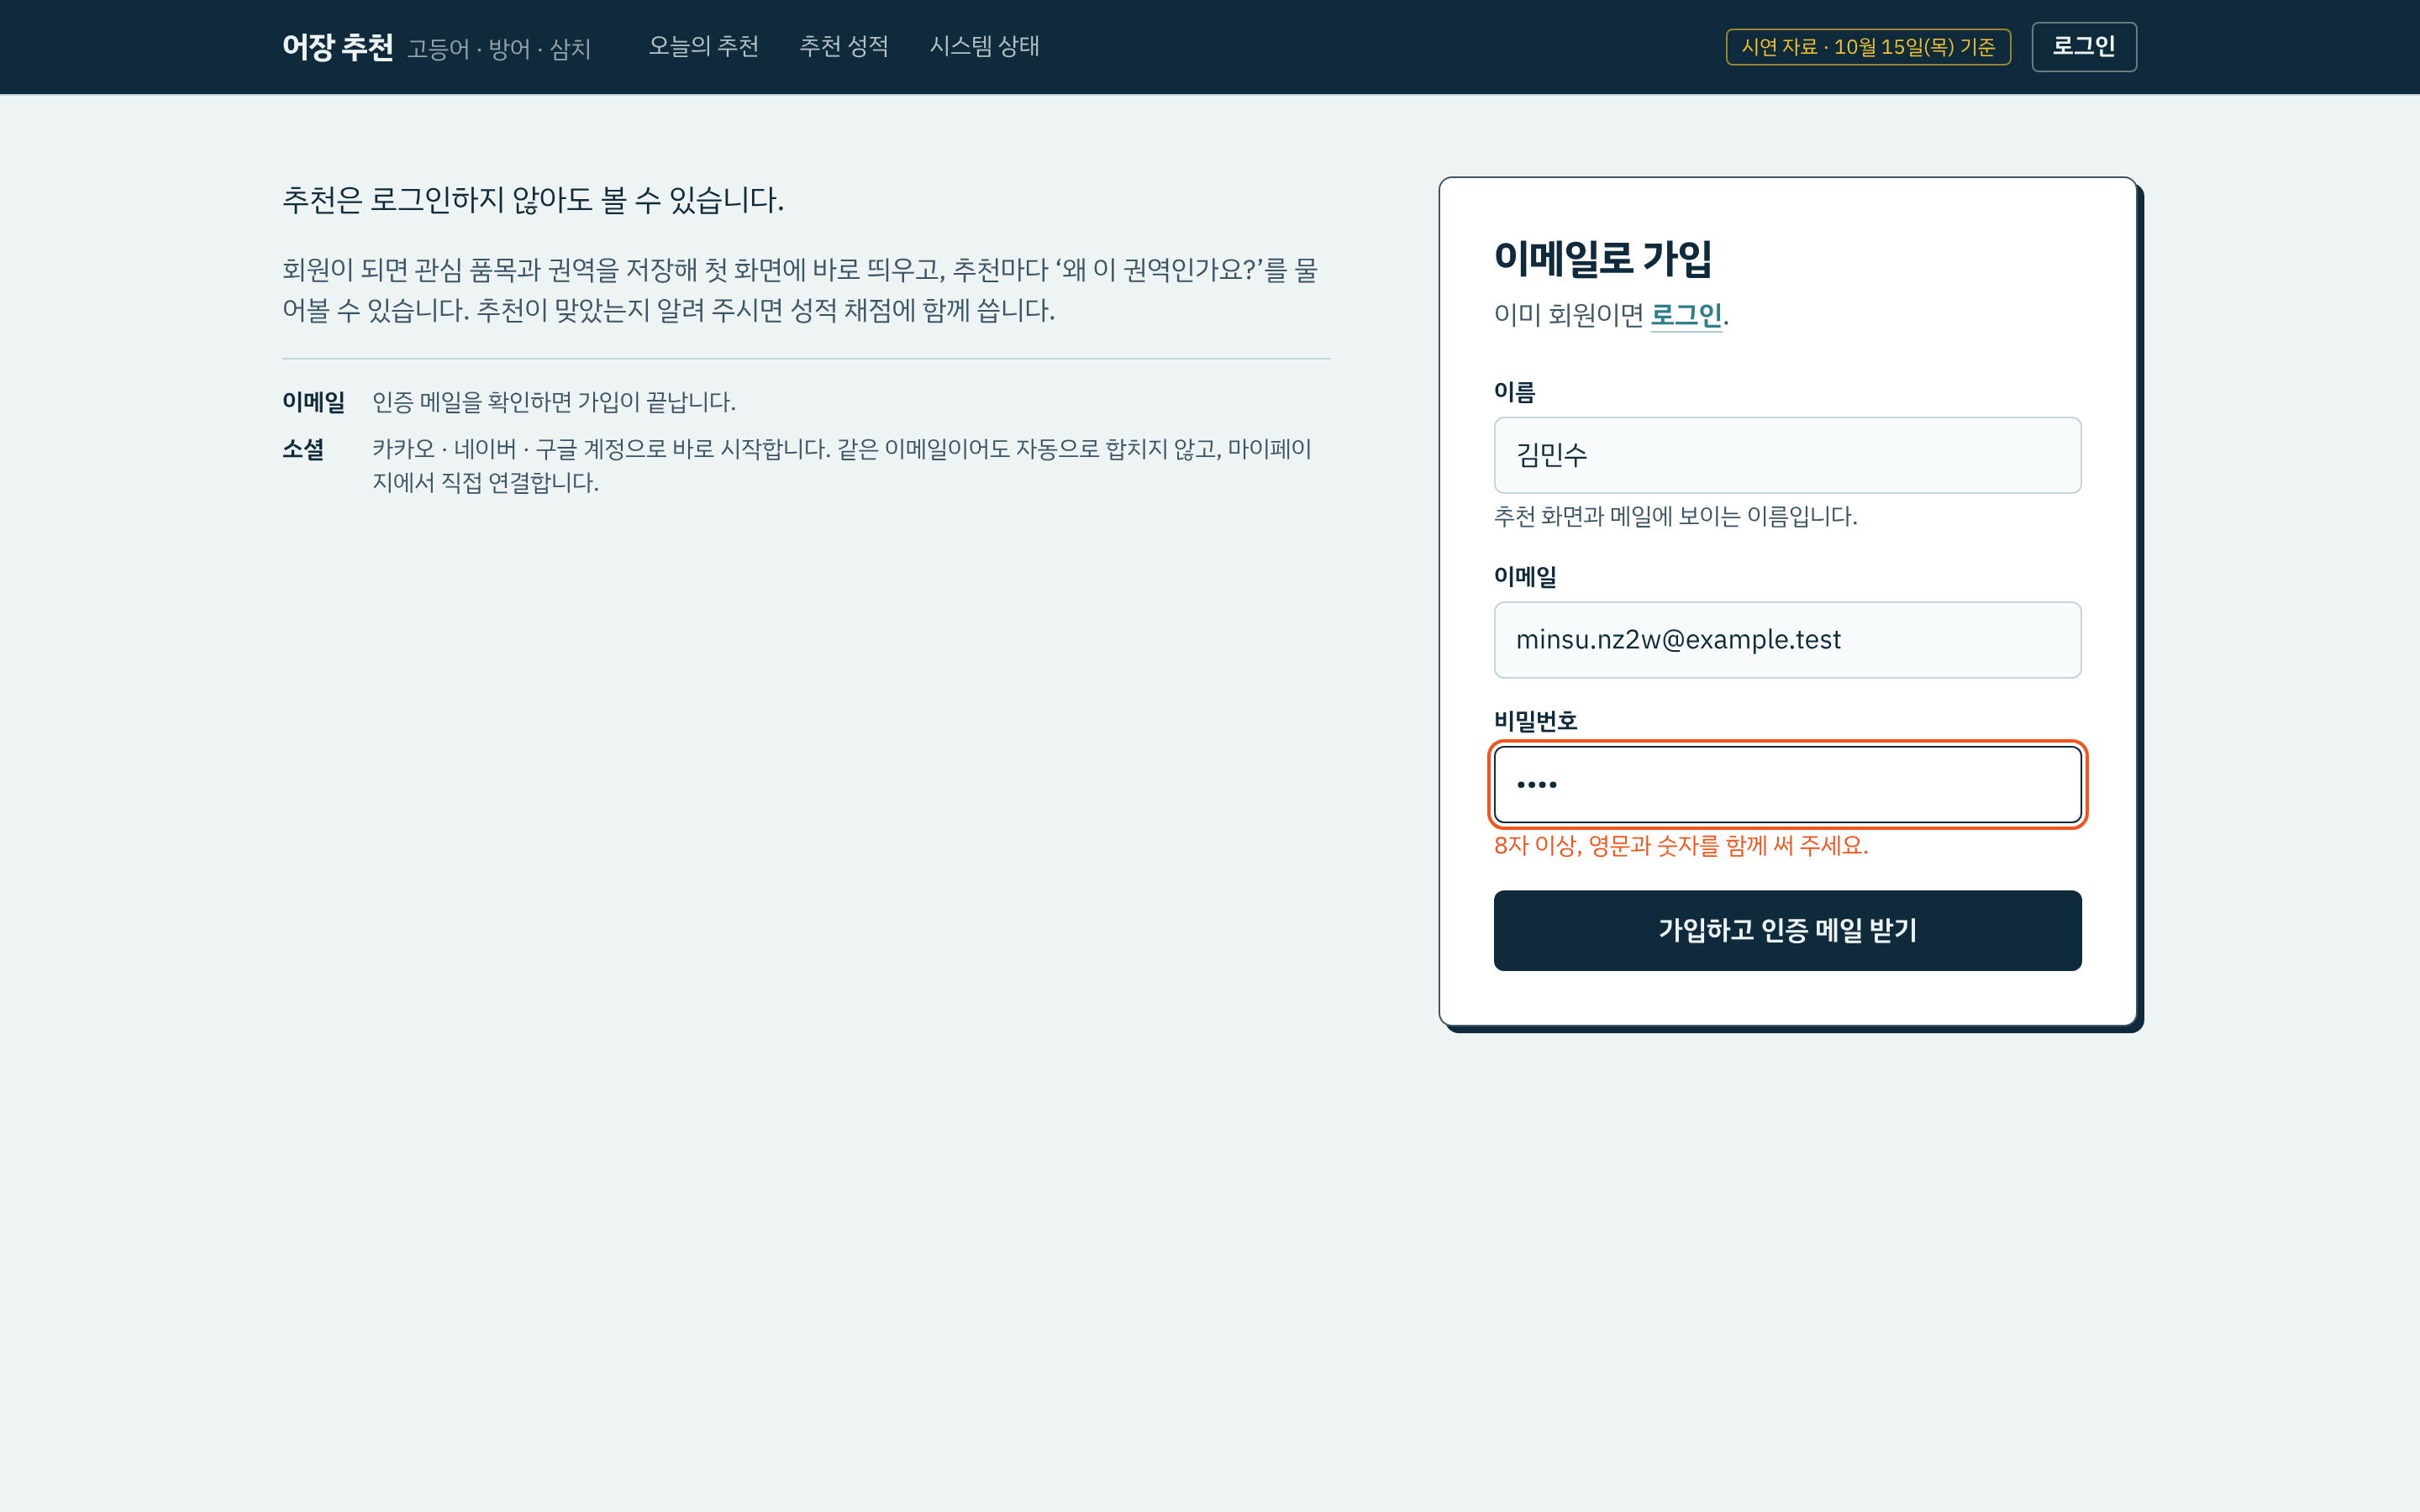 어장 추천 고등어 · 방어 · 삼치 오늘의 추천 추천 성적 시스템 상태 시연 자료 · 10월 15일(목) 기준 로그인
추천은 로그인하지 않아도 볼 수 있습니다.
회원이 되면 관심 품목과 권역을 저장해 첫 화면에 바로 띄우고, 추천마다 ‘왜 이 권역인가요?’를 물
어볼 수 있습니다. 추천이 맞았는지 알려 주시면 성적 채점에 함께 씁니다.
이메일 인증 메일을 확인하면 가입이 끝납니다.
소셜 카카오 · 네이버 · 구글 계정으로 바로 시작합니다. 같은 이메일이어도 자동으로 합치지 않고, 마이페이
지에서 직접 연결합니다.
이메일로 가입
이미 회원이면 로그인.
이름
김민수
추천 화면과 메일에 보이는 이름입니다.
이메일
minsu.nz2w@example.test
비밀번호
••••
8자 이상, 영문과 숫자를 함께 써 주세요.
가입하고 인증 메일 받기